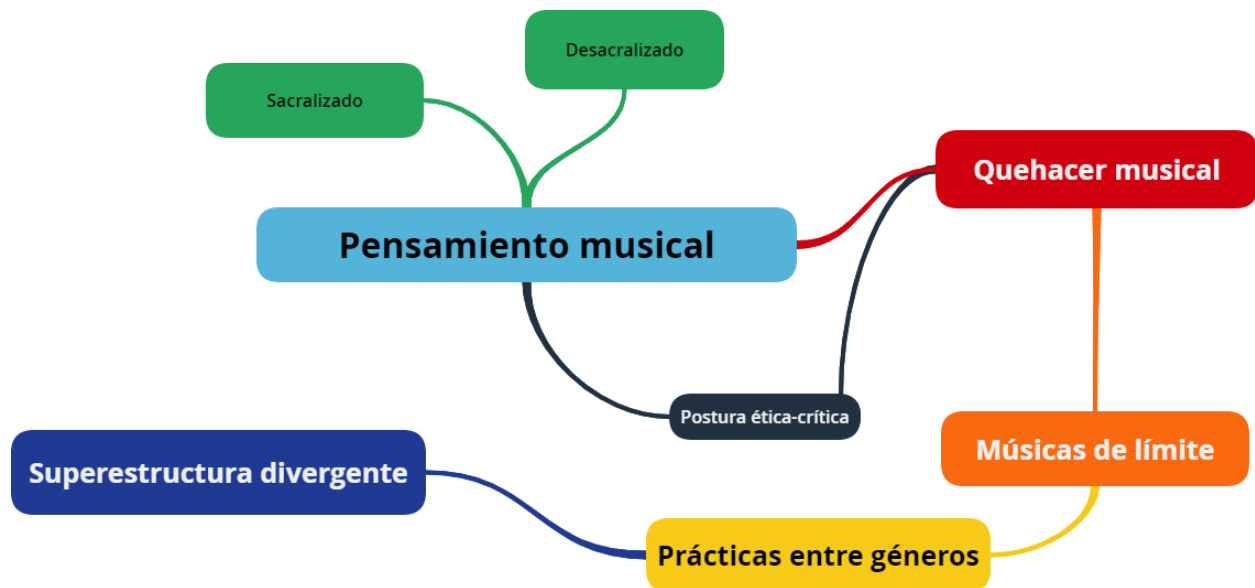 Desacralizado
Sacralizado
Quehacer musical
Pensamiento musical
Postura ética-crítica
Músicas de límite
Superestructura divergente
Prácticas entre géneros